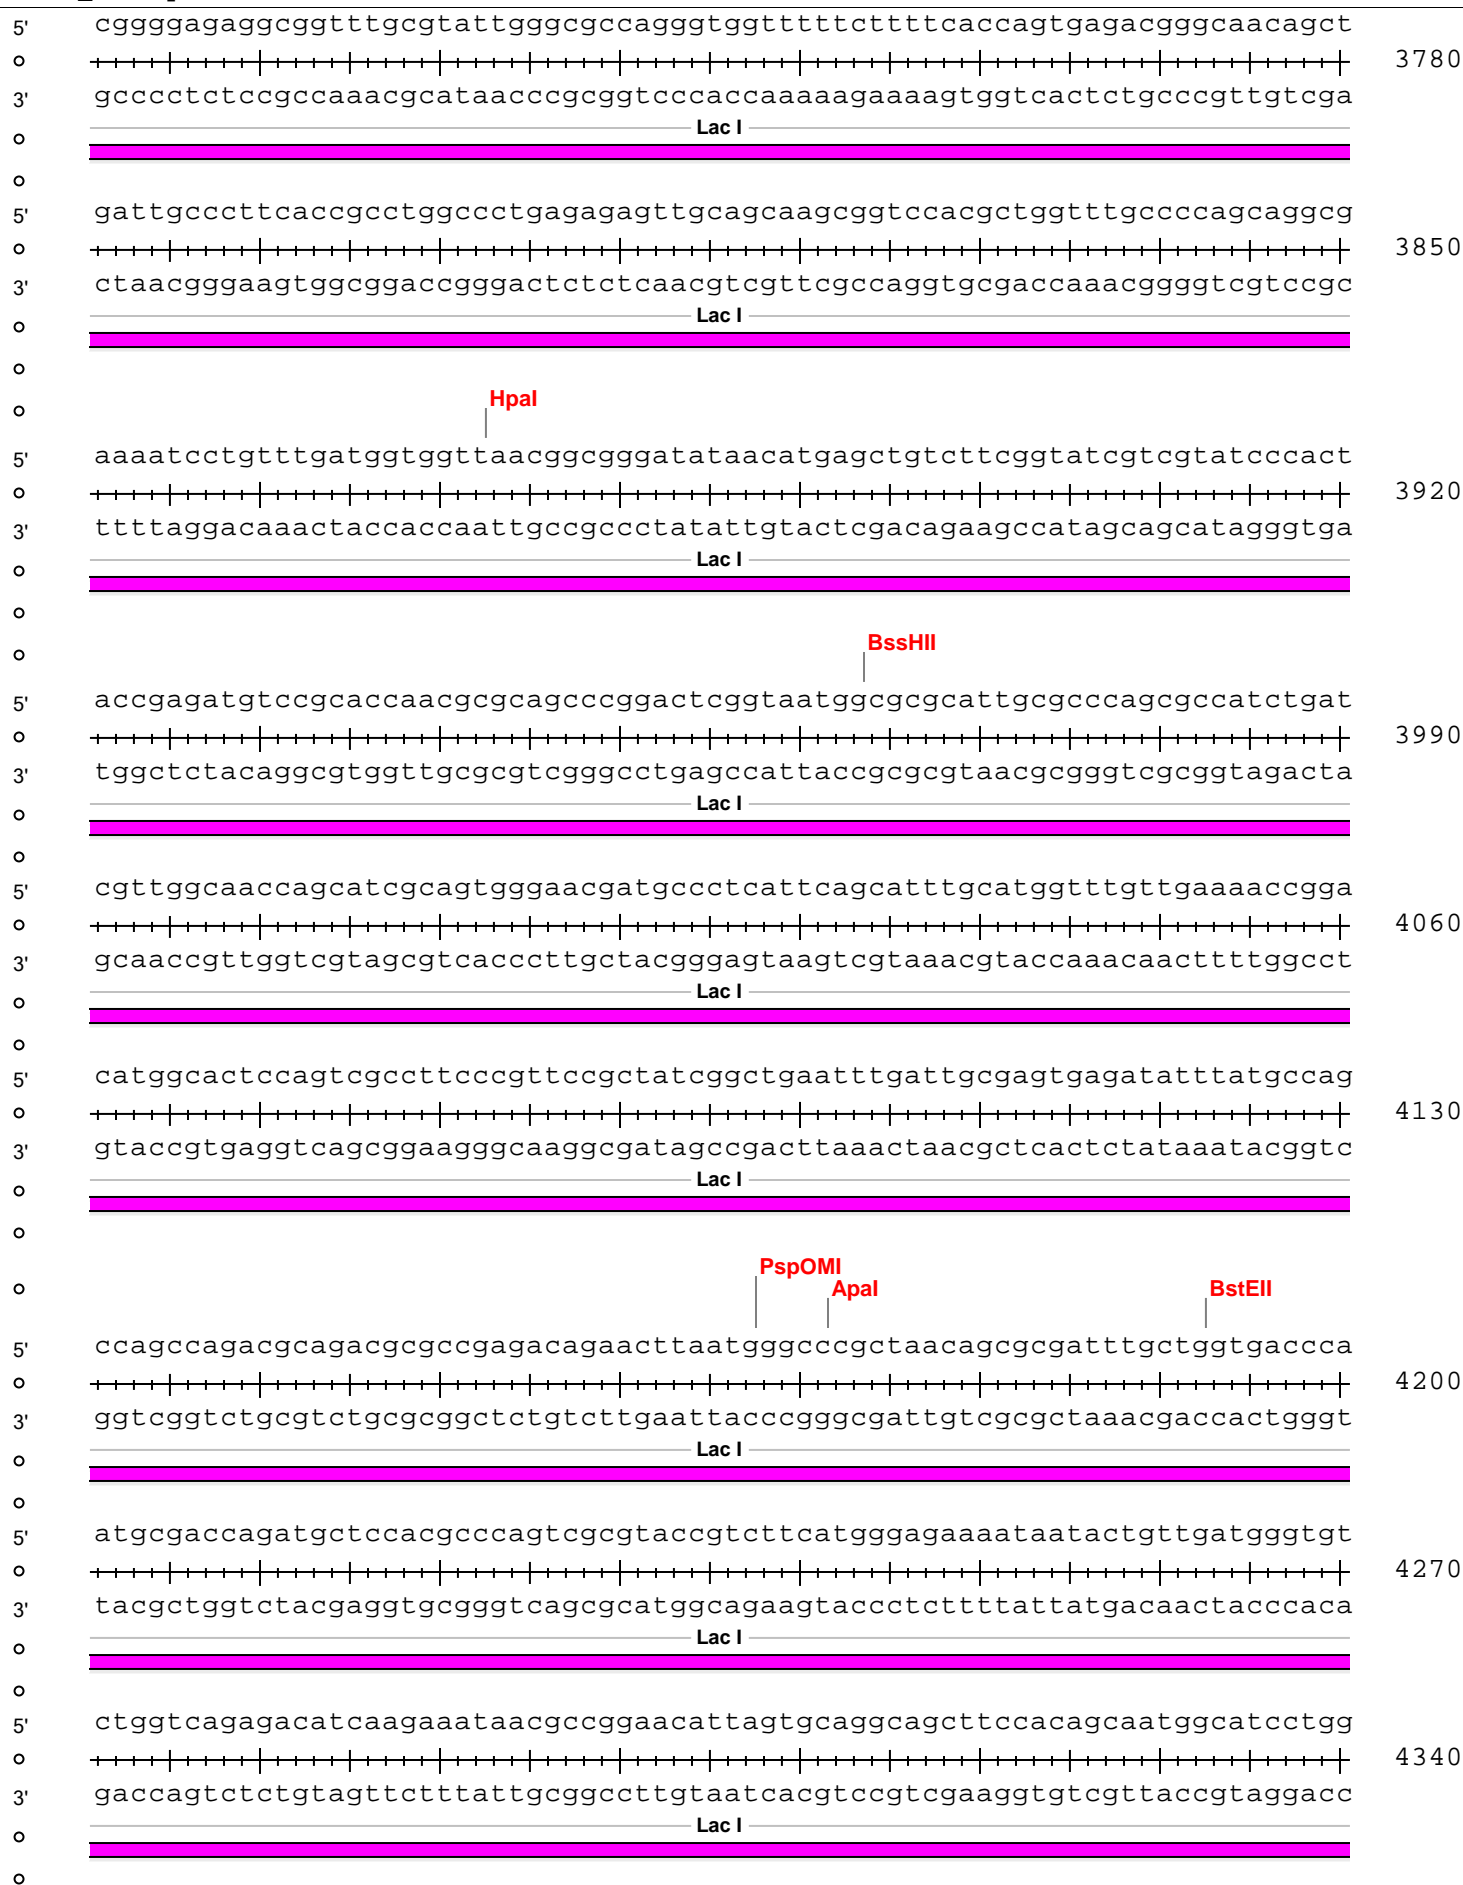 5' cggggagaggcggtttgcgtattgggcgccagggtggtttttcttttcaccagtgagacgggcaacagct
3780
3' gcccctctccgccaaacgcataacccgcggtcccaccaaaaagaaaagtggtcactctgcccgttgtcga
Lac I
5' gattgcccttcaccgcctggccctgagagagttgcagcaagcggtccacgctggtttgccccagcaggcg
3850
3' ctaacgggaagtggcggaccgggactctctcaacgtcgttcgccaggtgcgaccaaacggggtcgtccgc
Lac I
HpaI
5' aaaatcctgtttgatggtggttaacggcgggatataacatgagctgtcttcggtatcgtcgtatcccact
3920
3' ttttaggacaaactaccaccaattgccgccctatattgtactcgacagaagccatagcagcatagggtga
Lac I
BssHII
5' accgagatgtccgcaccaacgcgcagcccggactcggtaatggcgcgcattgcgcccagcgccatctgat
3990
3' tggctctacaggcgtggttgcgcgtcgggcctgagccattaccgcgcgtaacgcgggtcgcggtagacta
Lac I
5' cgttggcaaccagcatcgcagtgggaacgatgccctcattcagcatttgcatggtttgttgaaaaccgga
4060
3' gcaaccgttggtcgtagcgtcacccttgctacgggagtaagtcgtaaacgtaccaaacaacttttggcct
Lac I
5' catggcactccagtcgccttcccgttccgctatcggctgaatttgattgcgagtgagatatttatgccag
4130
3' gtaccgtgaggtcagcggaagggcaaggcgatagccgacttaaactaacgctcactctataaatacggtc
Lac I
PspOMI
ApaI BstEII
5' ccagccagacgcagacgcgccgagacagaacttaatgggcccgctaacagcgcgatttgctggtgaccca
4200
3' ggtcggtctgcgtctgcgcggctctgtcttgaattacccgggcgattgtcgcgctaaacgaccactgggt
Lac I
5' atgcgaccagatgctccacgcccagtcgcgtaccgtcttcatgggagaaaataatactgttgatgggtgt
4270
3' tacgctggtctacgaggtgcgggtcagcgcatggcagaagtaccctcttttattatgacaactacccaca
Lac I
5' ctggtcagagacatcaagaaataacgccggaacattagtgcaggcagcttccacagcaatggcatcctgg
4340
3' gaccagtctctgtagttctttattgcggccttgtaatcacgtccgtcgaaggtgtcgttaccgtaggacc
Lac I